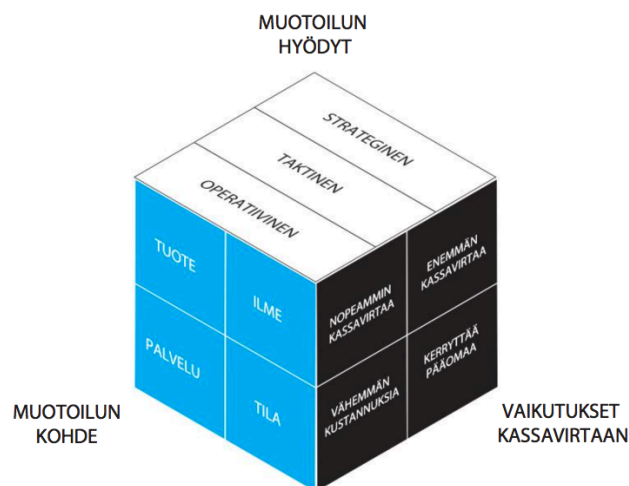 MUOTOILUN
HYÖDYT
STRATEGINEN
TAKTINEN
OPERATIIVINEN
TUOTE
ILME
PALVELU
TILA
NOPEAMMIN
KASSAVIRTAA
ENEMMÄN
KASSAVIRTAA
VÄHEMMÄN
KUSTANNUKSIA
KERRYTTÄÄ
PÄÄOMAA
MUOTOILUN
KOHDE
VAIKUTUKSET
KASSAVIRTAAN